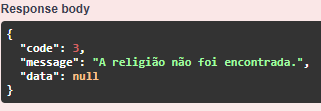 Response body
{
  "code": 3,
  "message": "A religião não foi encontrada.",
  "data": null
}